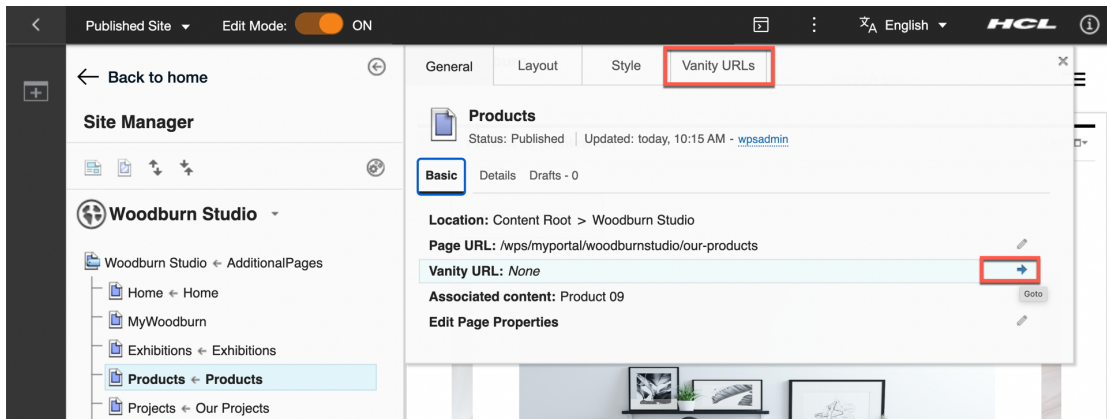 Published Site Edit Mode: ON English HCL
Back to home
Site Manager
Woodburn Studio
Woodburn Studio ← AdditionalPages
Home ← Home
MyWoodburn
Exhibitions ← Exhibitions
Products ← Products
Projects ← Our Projects
General Layout Style Vanity URLs
Products
Status: Published Updated: today, 10:15 AM - wpsadmin
Basic Details Drafts - 0
Location: Content Root > Woodburn Studio
Page URL: /wps/myportal/woodburnstudio/our-products
Vanity URL: None
Goto
Associated content: Product 09
Edit Page Properties